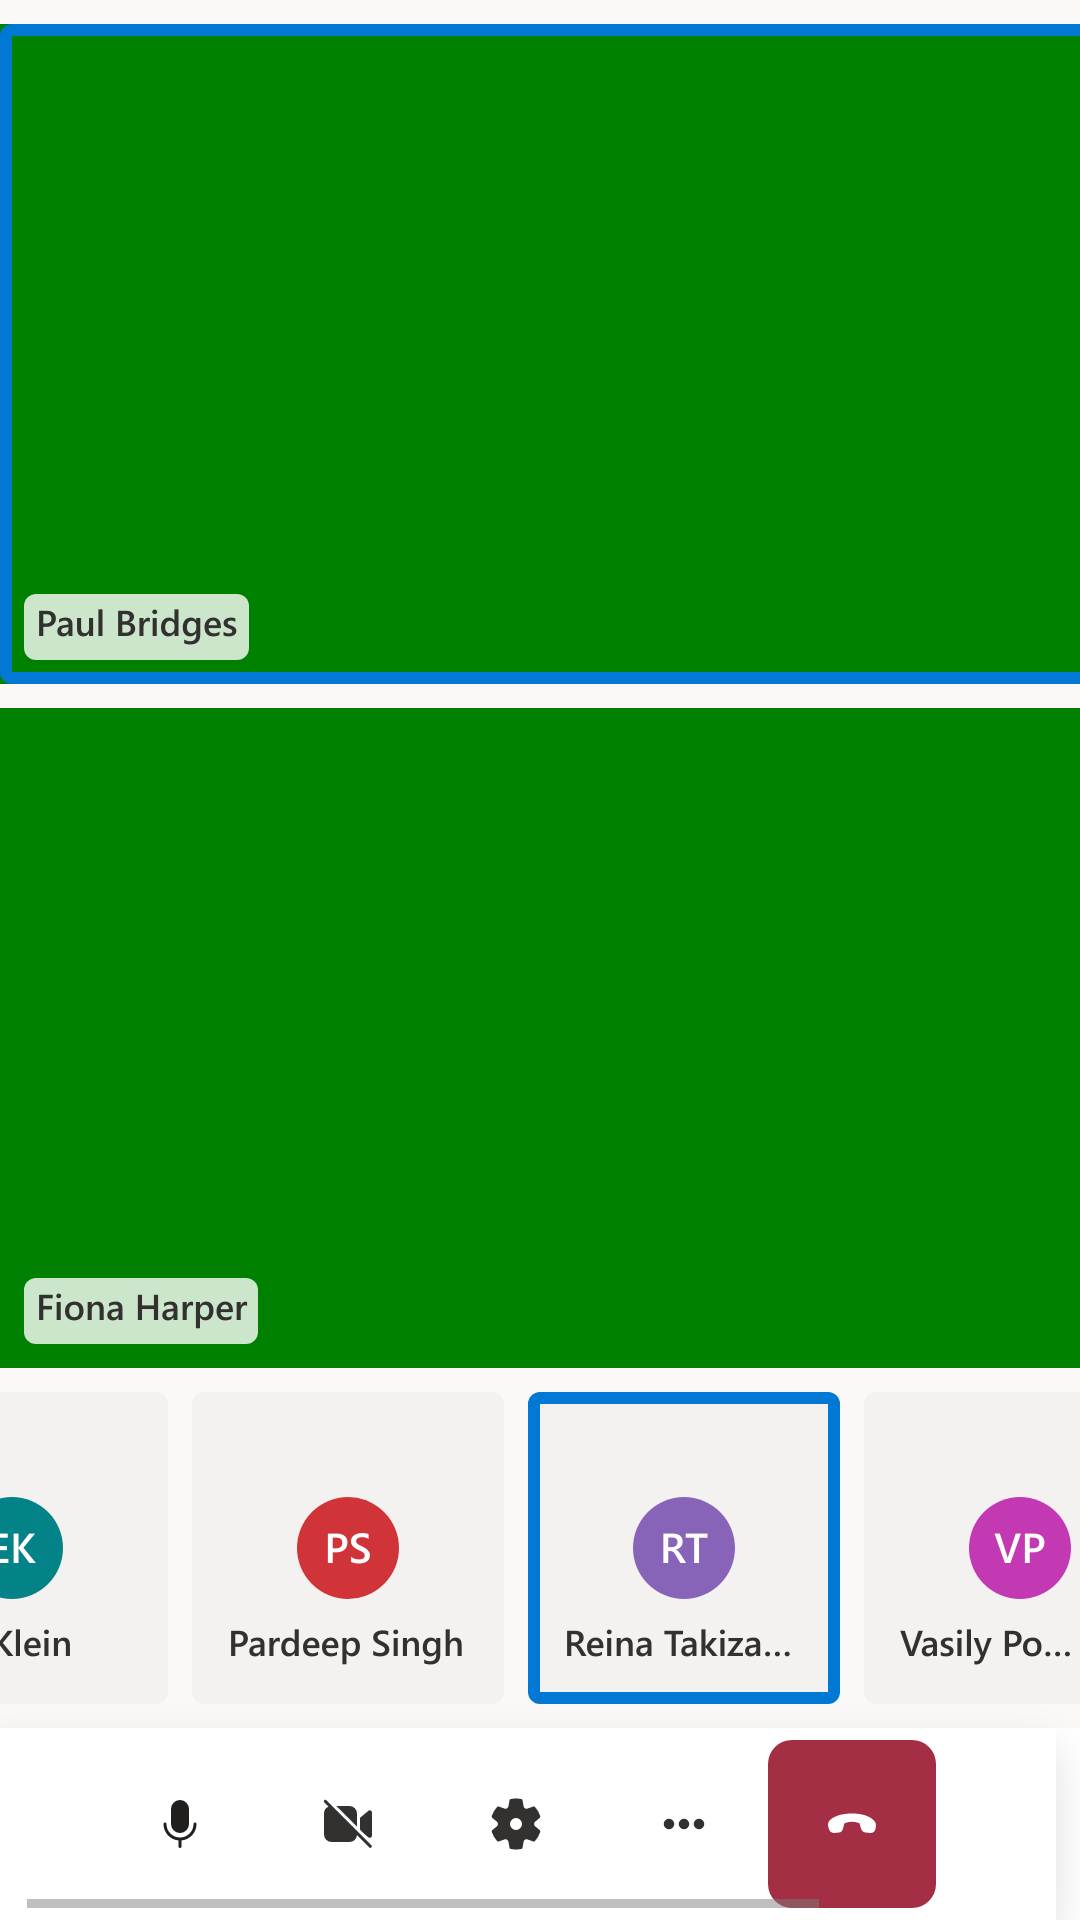 Paul Bridges
Fiona Harper
EK
PS
RT
VP
Klein
Pardeep Singh
Reina Takiza...
Vasily Po...